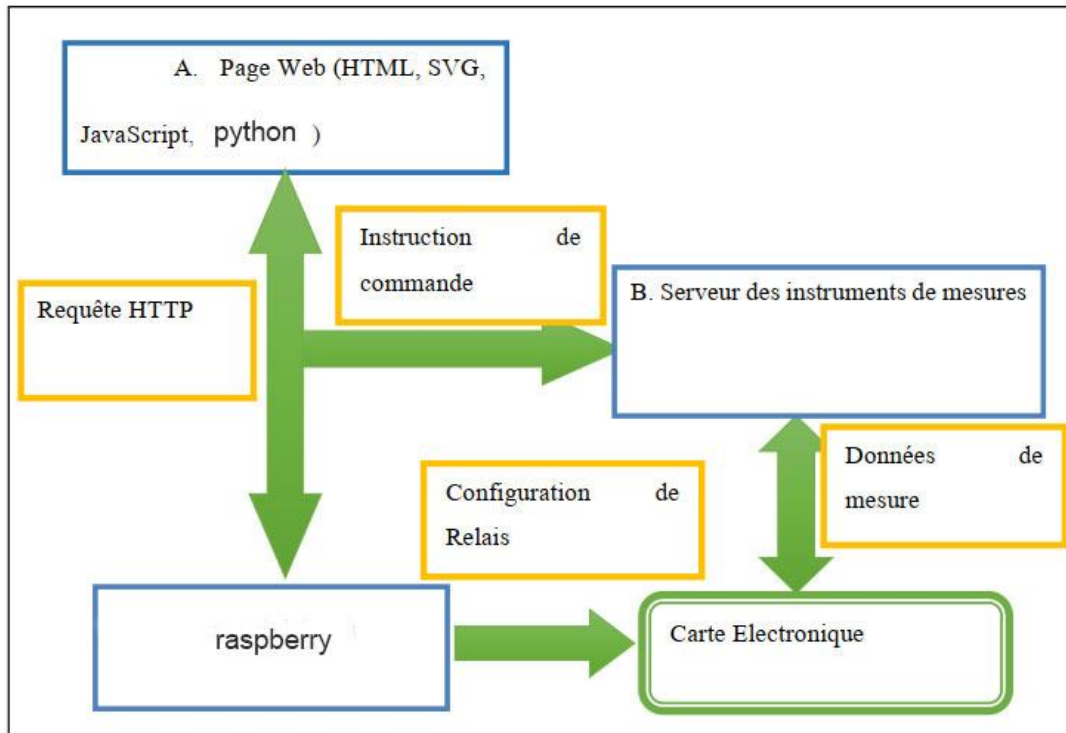 A. Page Web (HTML, SVG,
JavaScript, python )
Instruction de
commande
Requête HTTP
B. Serveur des instruments de mesures
Données de
mesure
Configuration de
Relais
raspberry
Carte Electronique